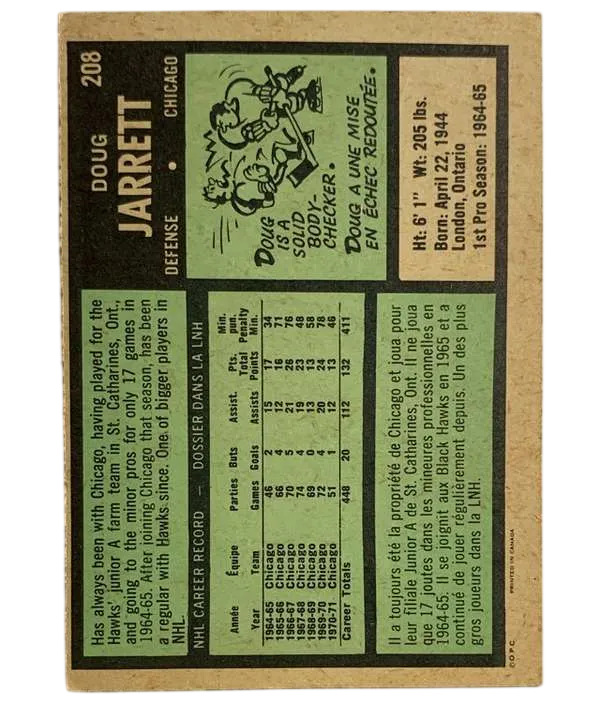 208
DOUG
JARRETT
DEFENSE • CHICAGO
Has always been with Chicago, having played for the
Hawks' junior A farm team in St. Catharines, Ont.,
and going to the minor pros for only 17 games in
1964-65. After joining Chicago that season, has been
a regular with Hawks since. One of bigger players in
NHL.
DOUG
IS A
SOLID
BODY-
CHECKER.
DOUG A UNE MISE
EN ÉCHEC REDOUTÉE.
NHL CAREER RECORD — DOSSIER DANS LA LNH
Année Équipe Parties Buts Assist. Pts. Min.
Total pun.
Penalty
Year Team Games Goals Assists Points Min.
1964-65 Chicago 46 2 15 17 34
1965-66 Chicago 66 4 12 16 71
1966-67 Chicago 70 5 21 26 76
1967-68 Chicago 74 4 19 23 48
1968-69 Chicago 69 0 13 13 58
1969-70 Chicago 72 4 20 24 78
1970-71 Chicago 51 1 12 13 46
Career Totals 448 20 112 132 411
Il a toujours été la propriété de Chicago et joua pour
leur filiale Junior A de St. Catharines, Ont. Il ne joua
que 17 joutes dans les mineures professionnelles en
1964-65. Il se joignit aux Black Hawks en 1965 et a
continué de jouer régulièrement depuis. Un des plus
gros joueurs dans la LNH.
Ht: 6' 1" Wt: 205 lbs.
Born: April 22, 1944
London, Ontario
1st Pro Season: 1964-65
© O.P.C. PRINTED IN CANADA